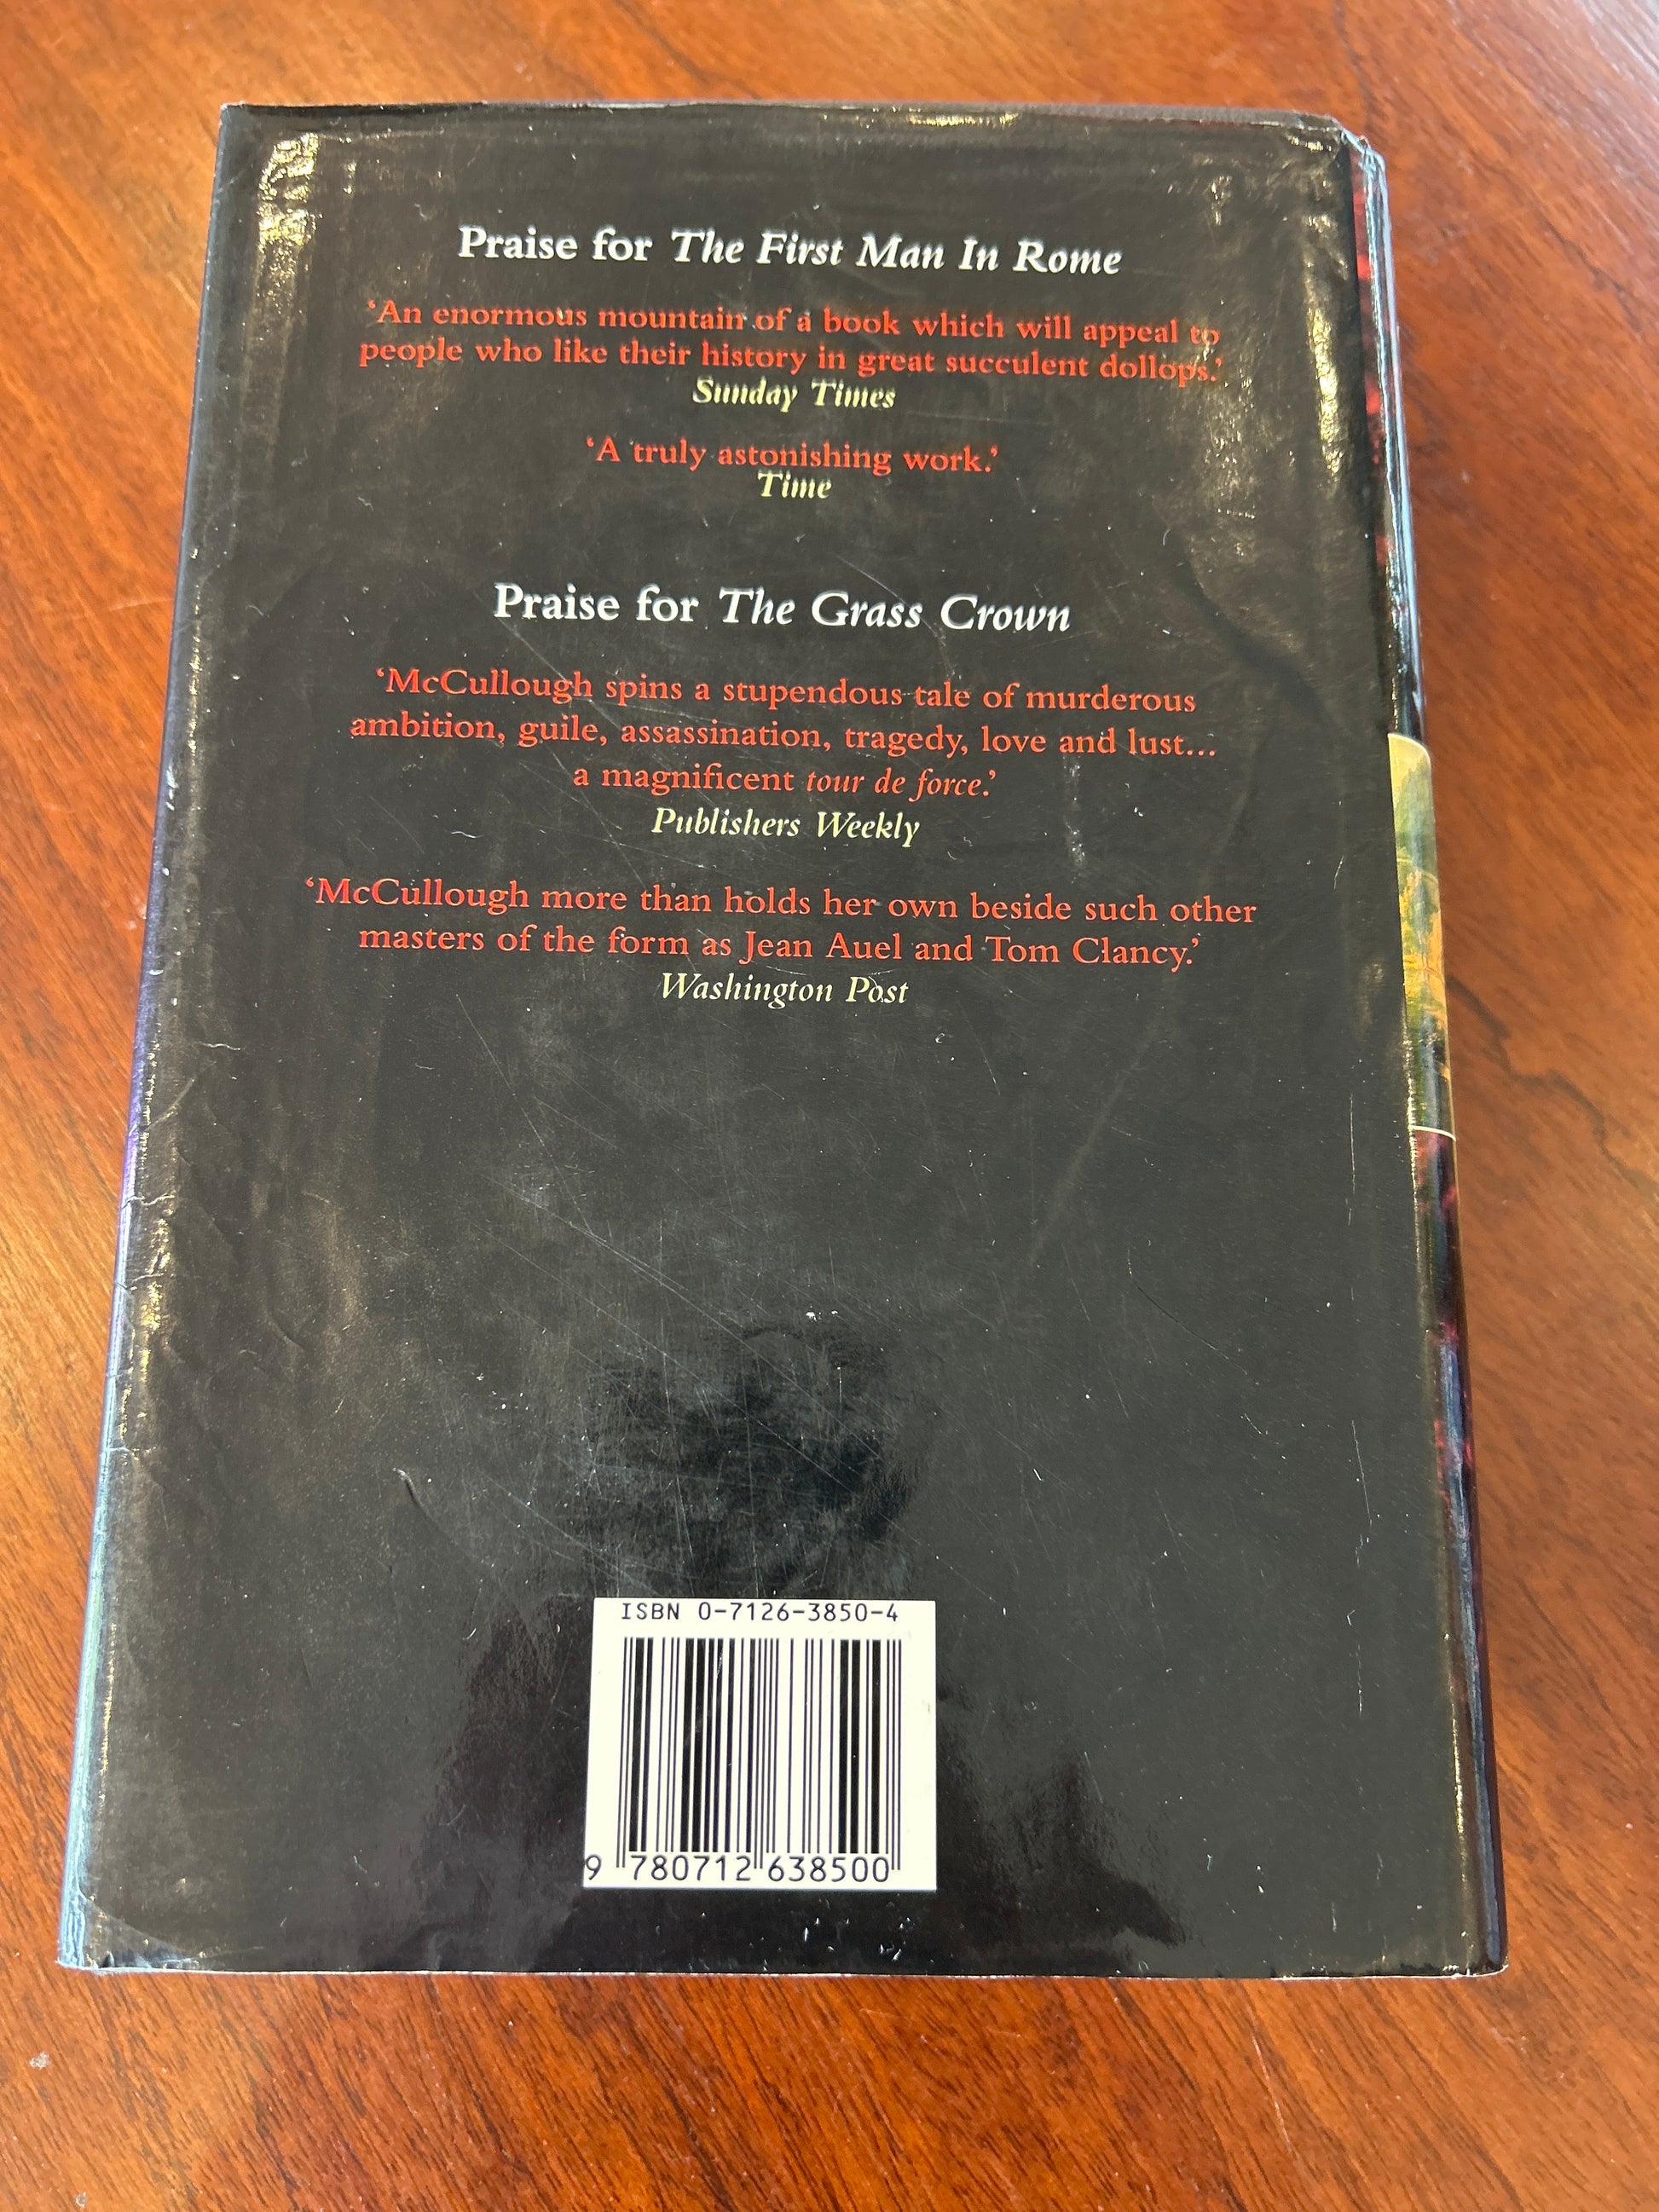 Praise for The First Man In Rome
‘An enormous mountain of a book which will appeal to
people who like their history in great succulent dollops.’
Sunday Times
‘A truly astonishing work.’
Time
Praise for The Grass Crown
‘McCullough spins a stupendous tale of murderous
ambition, guile, assassination, tragedy, love and lust...
a magnificent tour de force.’
Publishers Weekly
‘McCullough more than holds her own beside such other
masters of the form as Jean Auel and Tom Clancy.’
Washington Post
ISBN 0-7126-3850-4
9 780712 638500